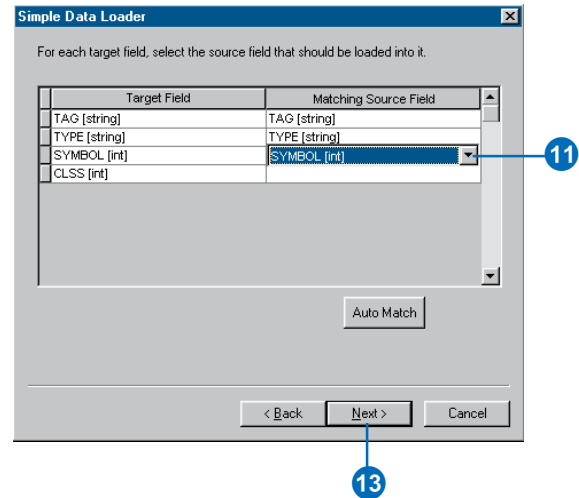 Simple Data Loader
For each target field, select the source field that should be loaded into it.
Target Field Matching Source Field
TAG [string] TAG [string]
TYPE [string] TYPE [string]
SYMBOL [int] SYMBOL [int]
11
CLSS [int]
Auto Match
< Back Next > Cancel
13